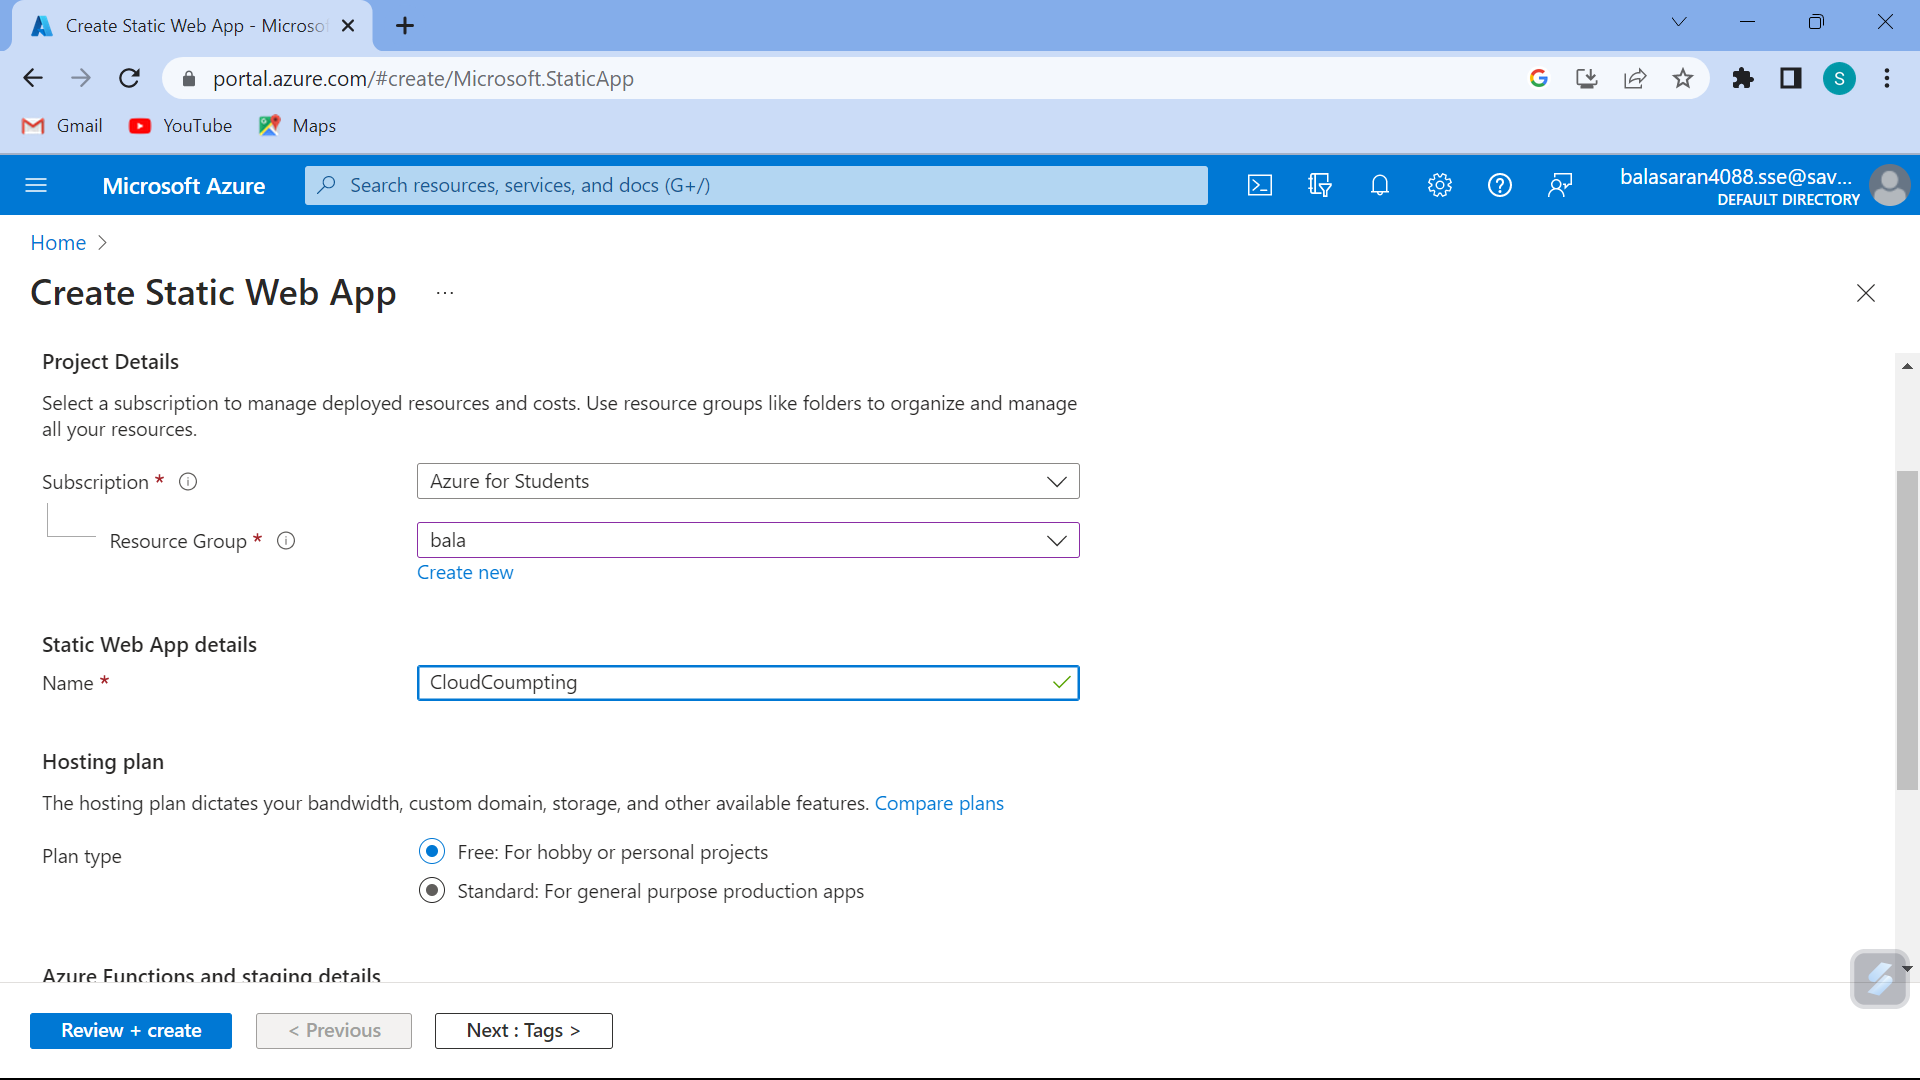 Create Static Web App - Microso
portal.azure.com/#create/Microsoft.StaticApp
S
Gmail
YouTube
Maps
Microsoft Azure
Search resources, services, and docs (G+/)
balasaran4088.sse@sav...
DEFAULT DIRECTORY
Home >
Create Static Web App ...
Project Details
Select a subscription to manage deployed resources and costs. Use resource groups like folders to organize and manage
all your resources.
Subscription *
Azure for Students
Resource Group *
bala
Create new
Static Web App details
Name *
CloudCoumpting
Hosting plan
The hosting plan dictates your bandwidth, custom domain, storage, and other available features. Compare plans
Plan type
Free: For hobby or personal projects
Standard: For general purpose production apps
Azure Functions and staging details
Review + create
< Previous
Next : Tags >